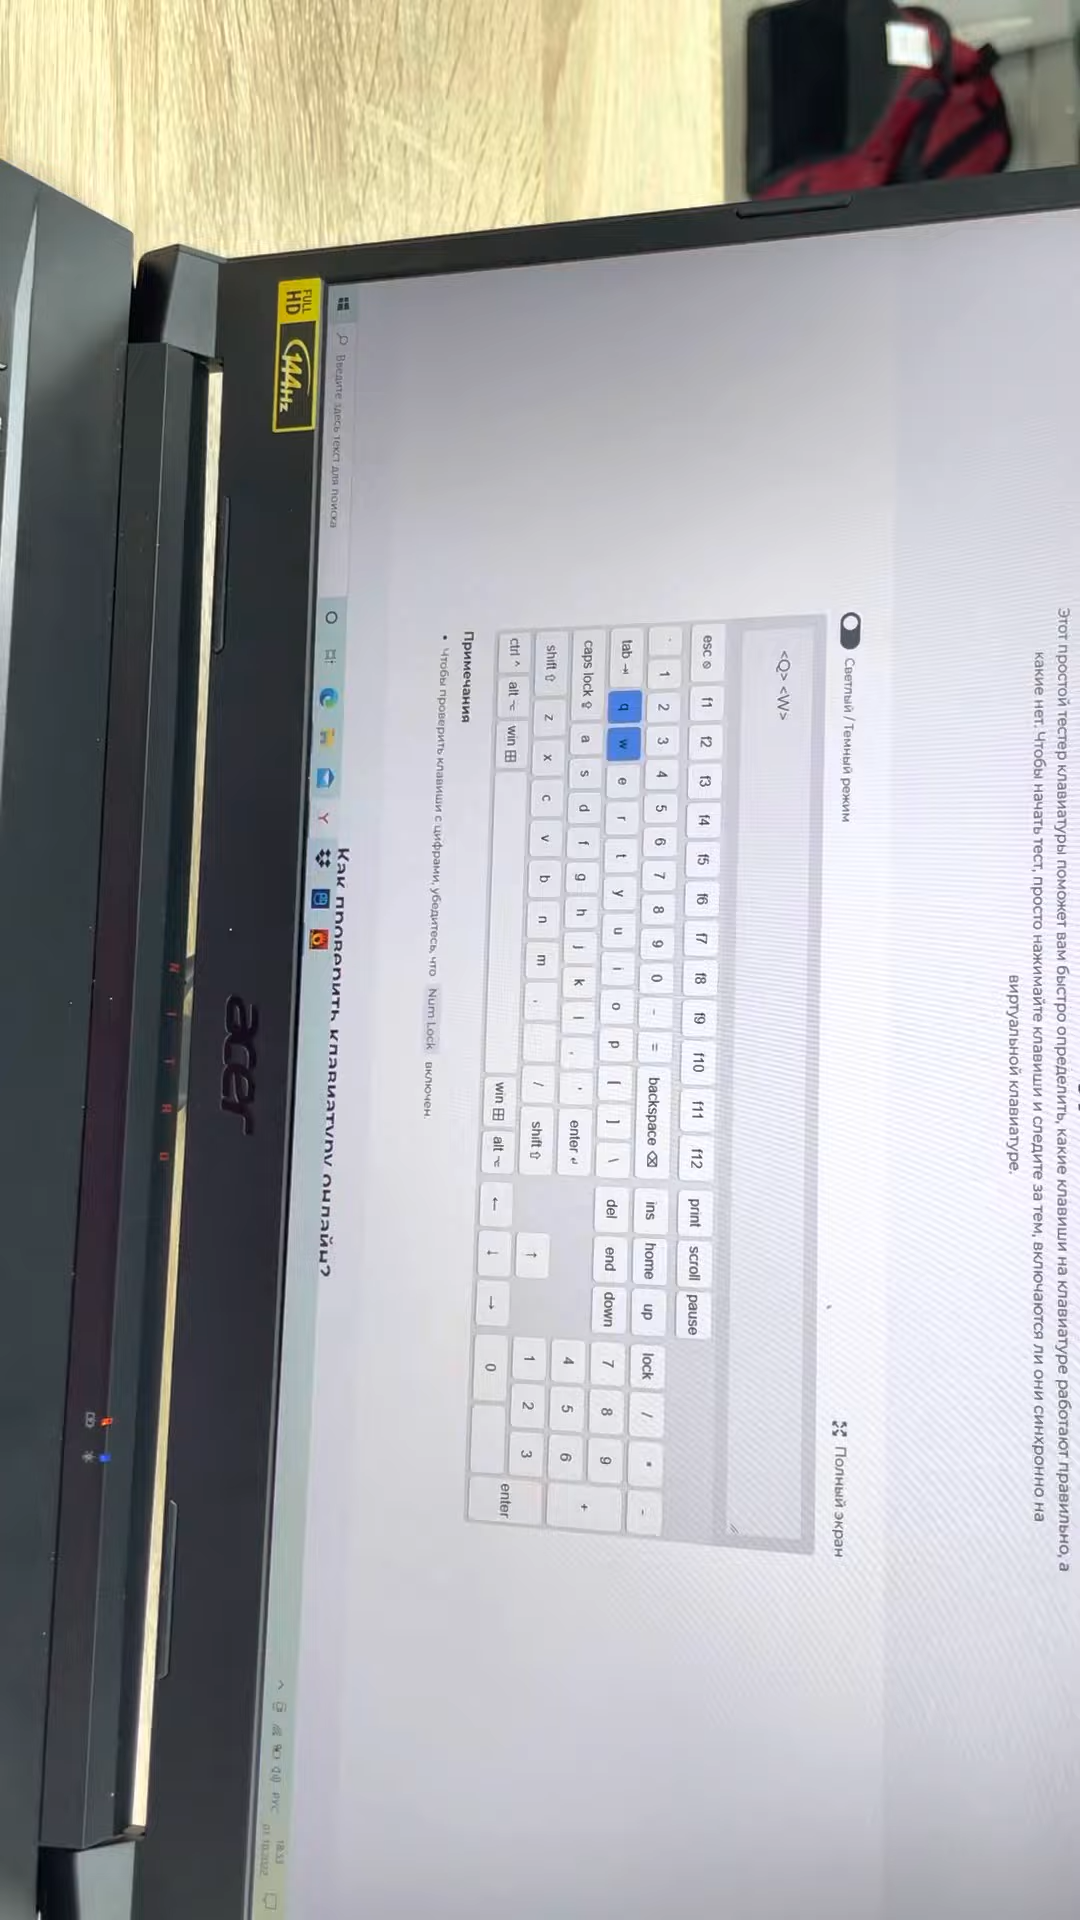 Этот простой тестер клавиатуры поможет вам быстро определить, какие клавиши на клавиатуре работают правильно, а
какие нет. Чтобы начать тест, просто нажимайте клавиши и следите за тем, включаются ли они синхронно на
виртуальной клавиатуре.
Светлый / Темный режим
Полный экран
<Q> <W>
esc f1 f2 f3 f4 f5 f6 f7 f8 f9 f10 f11 f12 print scroll pause
` 1 2 3 4 5 6 7 8 9 0 - = backspace ins home up lock / * -
tab q w e r t y u i o p [ ] \ del end down 7 8 9 +
caps lock a s d f g h j k l ' enter 4 5 6
shift z x c v b n m , / shift ↑ 1 2 3 enter
ctrl ^ alt win win alt ← ↓ → 0
Примечания
• Чтобы проверить клавиши с цифрами, убедитесь, что Num Lock включен.
Как проверить клавиатуру онлайн?
Введите здесь текст для поиска
РУС
18:53
FULL HD
144Hz
acer
NITRO